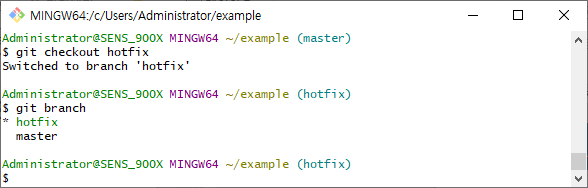 MINGW64:/c/Users/Administrator/example
Administrator@SENS_900X MINGW64 ~/example (master)
$ git checkout hotfix
Switched to branch 'hotfix'
Administrator@SENS_900X MINGW64 ~/example (hotfix)
$ git branch
* hotfix
  master
Administrator@SENS_900X MINGW64 ~/example (hotfix)
$